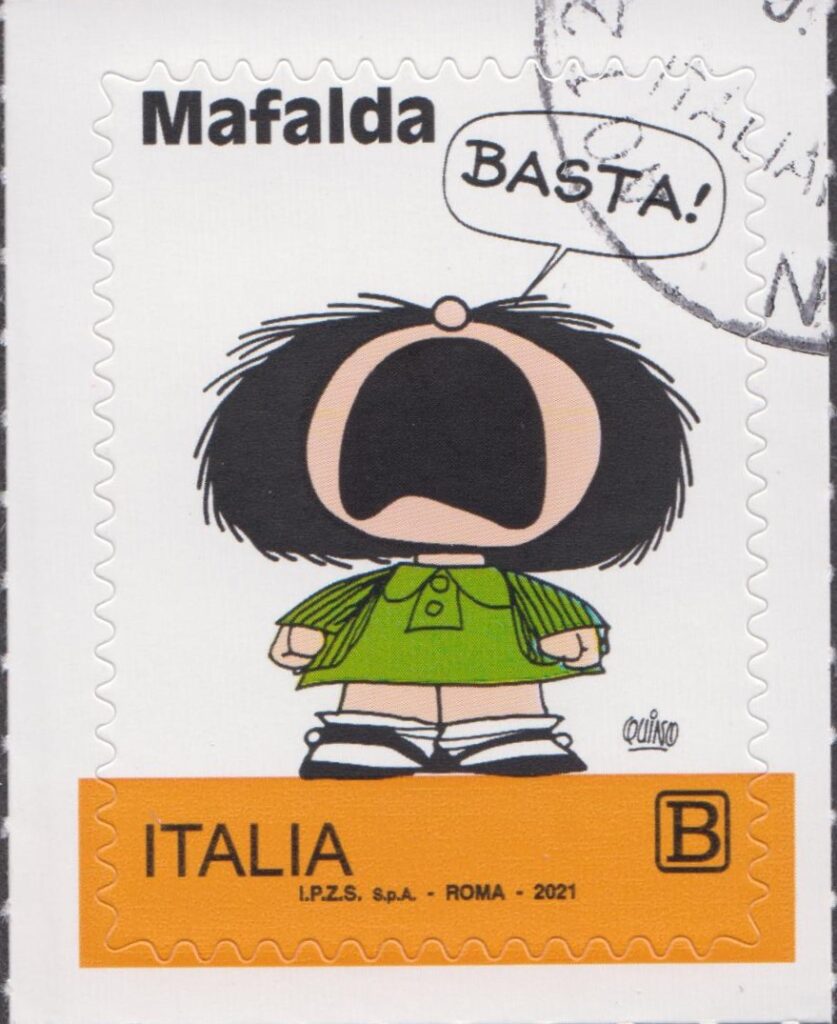 Mafalda
BASTA!
QUINO
ITALIA
B
I.P.Z.S. S.p.A. - ROMA - 2021